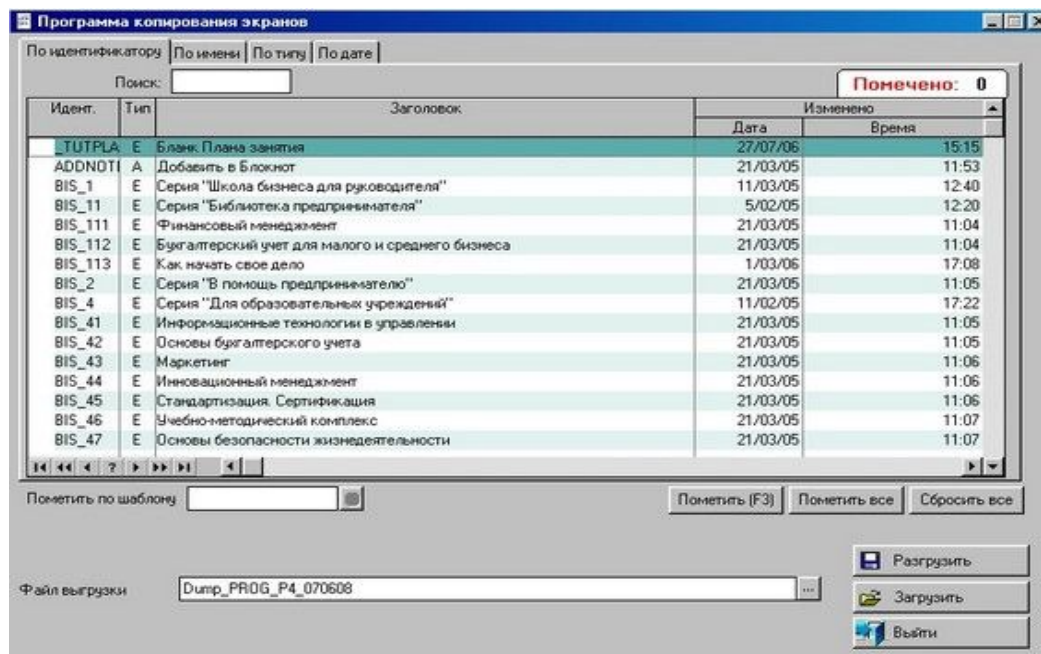 Программа копирования экранов
По идентификатору По имени По типу По дате
Поиск:
Помечено: 0
Идент. Тип Заголовок Изменено
Дата Время
_TUTPLA E Бланк Плана занятия 27/07/06 15:15
ADDNOTI A Добавить в Блокнот 21/03/05 11:53
BIS_1 E Серия "Школа бизнеса для руководителя" 11/03/05 12:40
BIS_11 E Серия "Библиотека предпринимателя" 5/02/05 12:20
BIS_111 E Финансовый менеджмент 21/03/05 11:04
BIS_112 E Бухгалтерский учет для малого и среднего бизнеса 21/03/05 11:04
BIS_113 E Как начать свое дело 1/03/06 17:08
BIS_2 E Серия "В помощь предпринимателю" 21/03/05 11:05
BIS_4 E Серия "Для образовательных учреждений" 11/02/05 17:22
BIS_41 E Информационные технологии в управлении 21/03/05 11:05
BIS_42 E Основы бухгалтерского учета 21/03/05 11:05
BIS_43 E Маркетинг 21/03/05 11:06
BIS_44 E Инновационный менеджмент 21/03/05 11:06
BIS_45 E Стандартизация. Сертификация 21/03/05 11:06
BIS_46 E Учебно-методический комплекс 21/03/05 11:07
BIS_47 E Основы безопасности жизнедеятельности 21/03/05 11:07
?
Пометить по шаблону Пометить (F3) Пометить все Сбросить все
Разгрузить
Файл выгрузки Dump_PROG_P4_070608 ...
Загрузить
Выйти